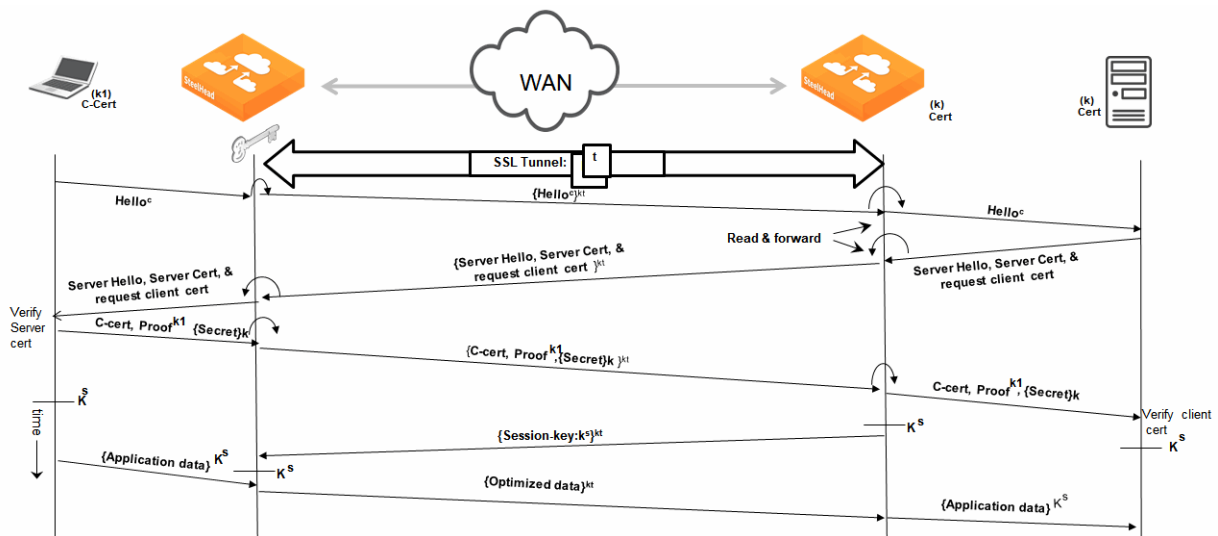 WAN
(k1)
C-Cert
SteelHead
SteelHead
(k)
Cert
(k)
Cert
SSL Tunnel:
t
Hello^c
{Hello^c}^kt
Hello^c
Read & forward
{Server Hello, Server Cert, &
request client cert }^kt
Server Hello, Server Cert, &
request client cert
Server Hello, Server Cert, &
request client cert
Verify
Server
cert
C-cert, Proof^k1 {Secret}k
{C-cert, Proof^k1,{Secret}k }^kt
C-cert, Proof^k1, {Secret}k
K^s
time
Verify client
cert
K^s
{Session-key:k^s}^kt
K^s
{Application data} K^s
K^s
{Optimized data}^kt
{Application data} K^s